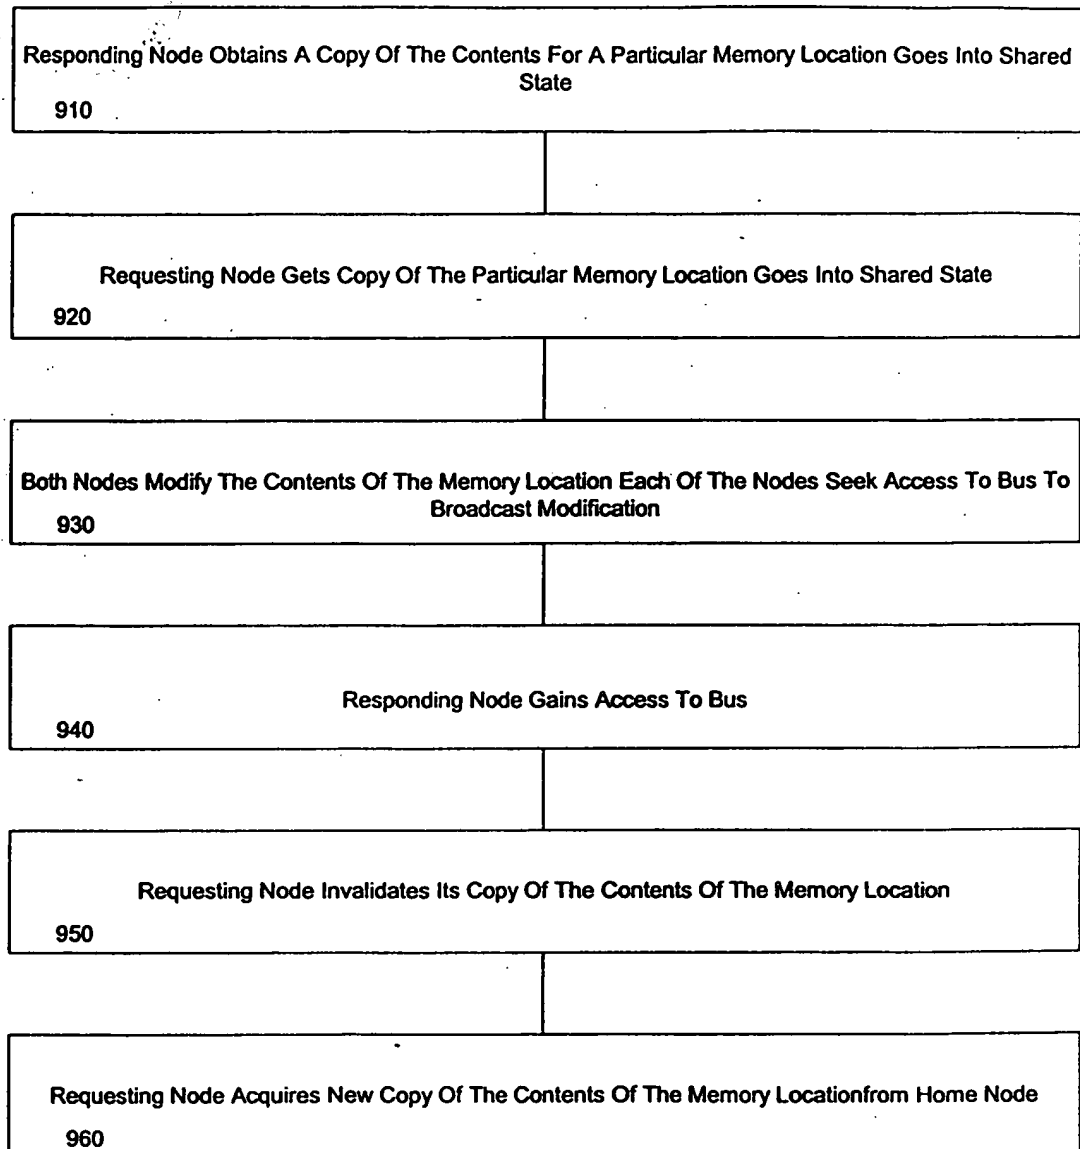 Responding Node Obtains A Copy Of The Contents For A Particular Memory Location Goes Into Shared
State
910
Requesting Node Gets Copy Of The Particular Memory Location Goes Into Shared State
920
Both Nodes Modify The Contents Of The Memory Location Each Of The Nodes Seek Access To Bus To
Broadcast Modification
930
Responding Node Gains Access To Bus
940
Requesting Node Invalidates Its Copy Of The Contents Of The Memory Location
950
Requesting Node Acquires New Copy Of The Contents Of The Memory Locationfrom Home Node
960